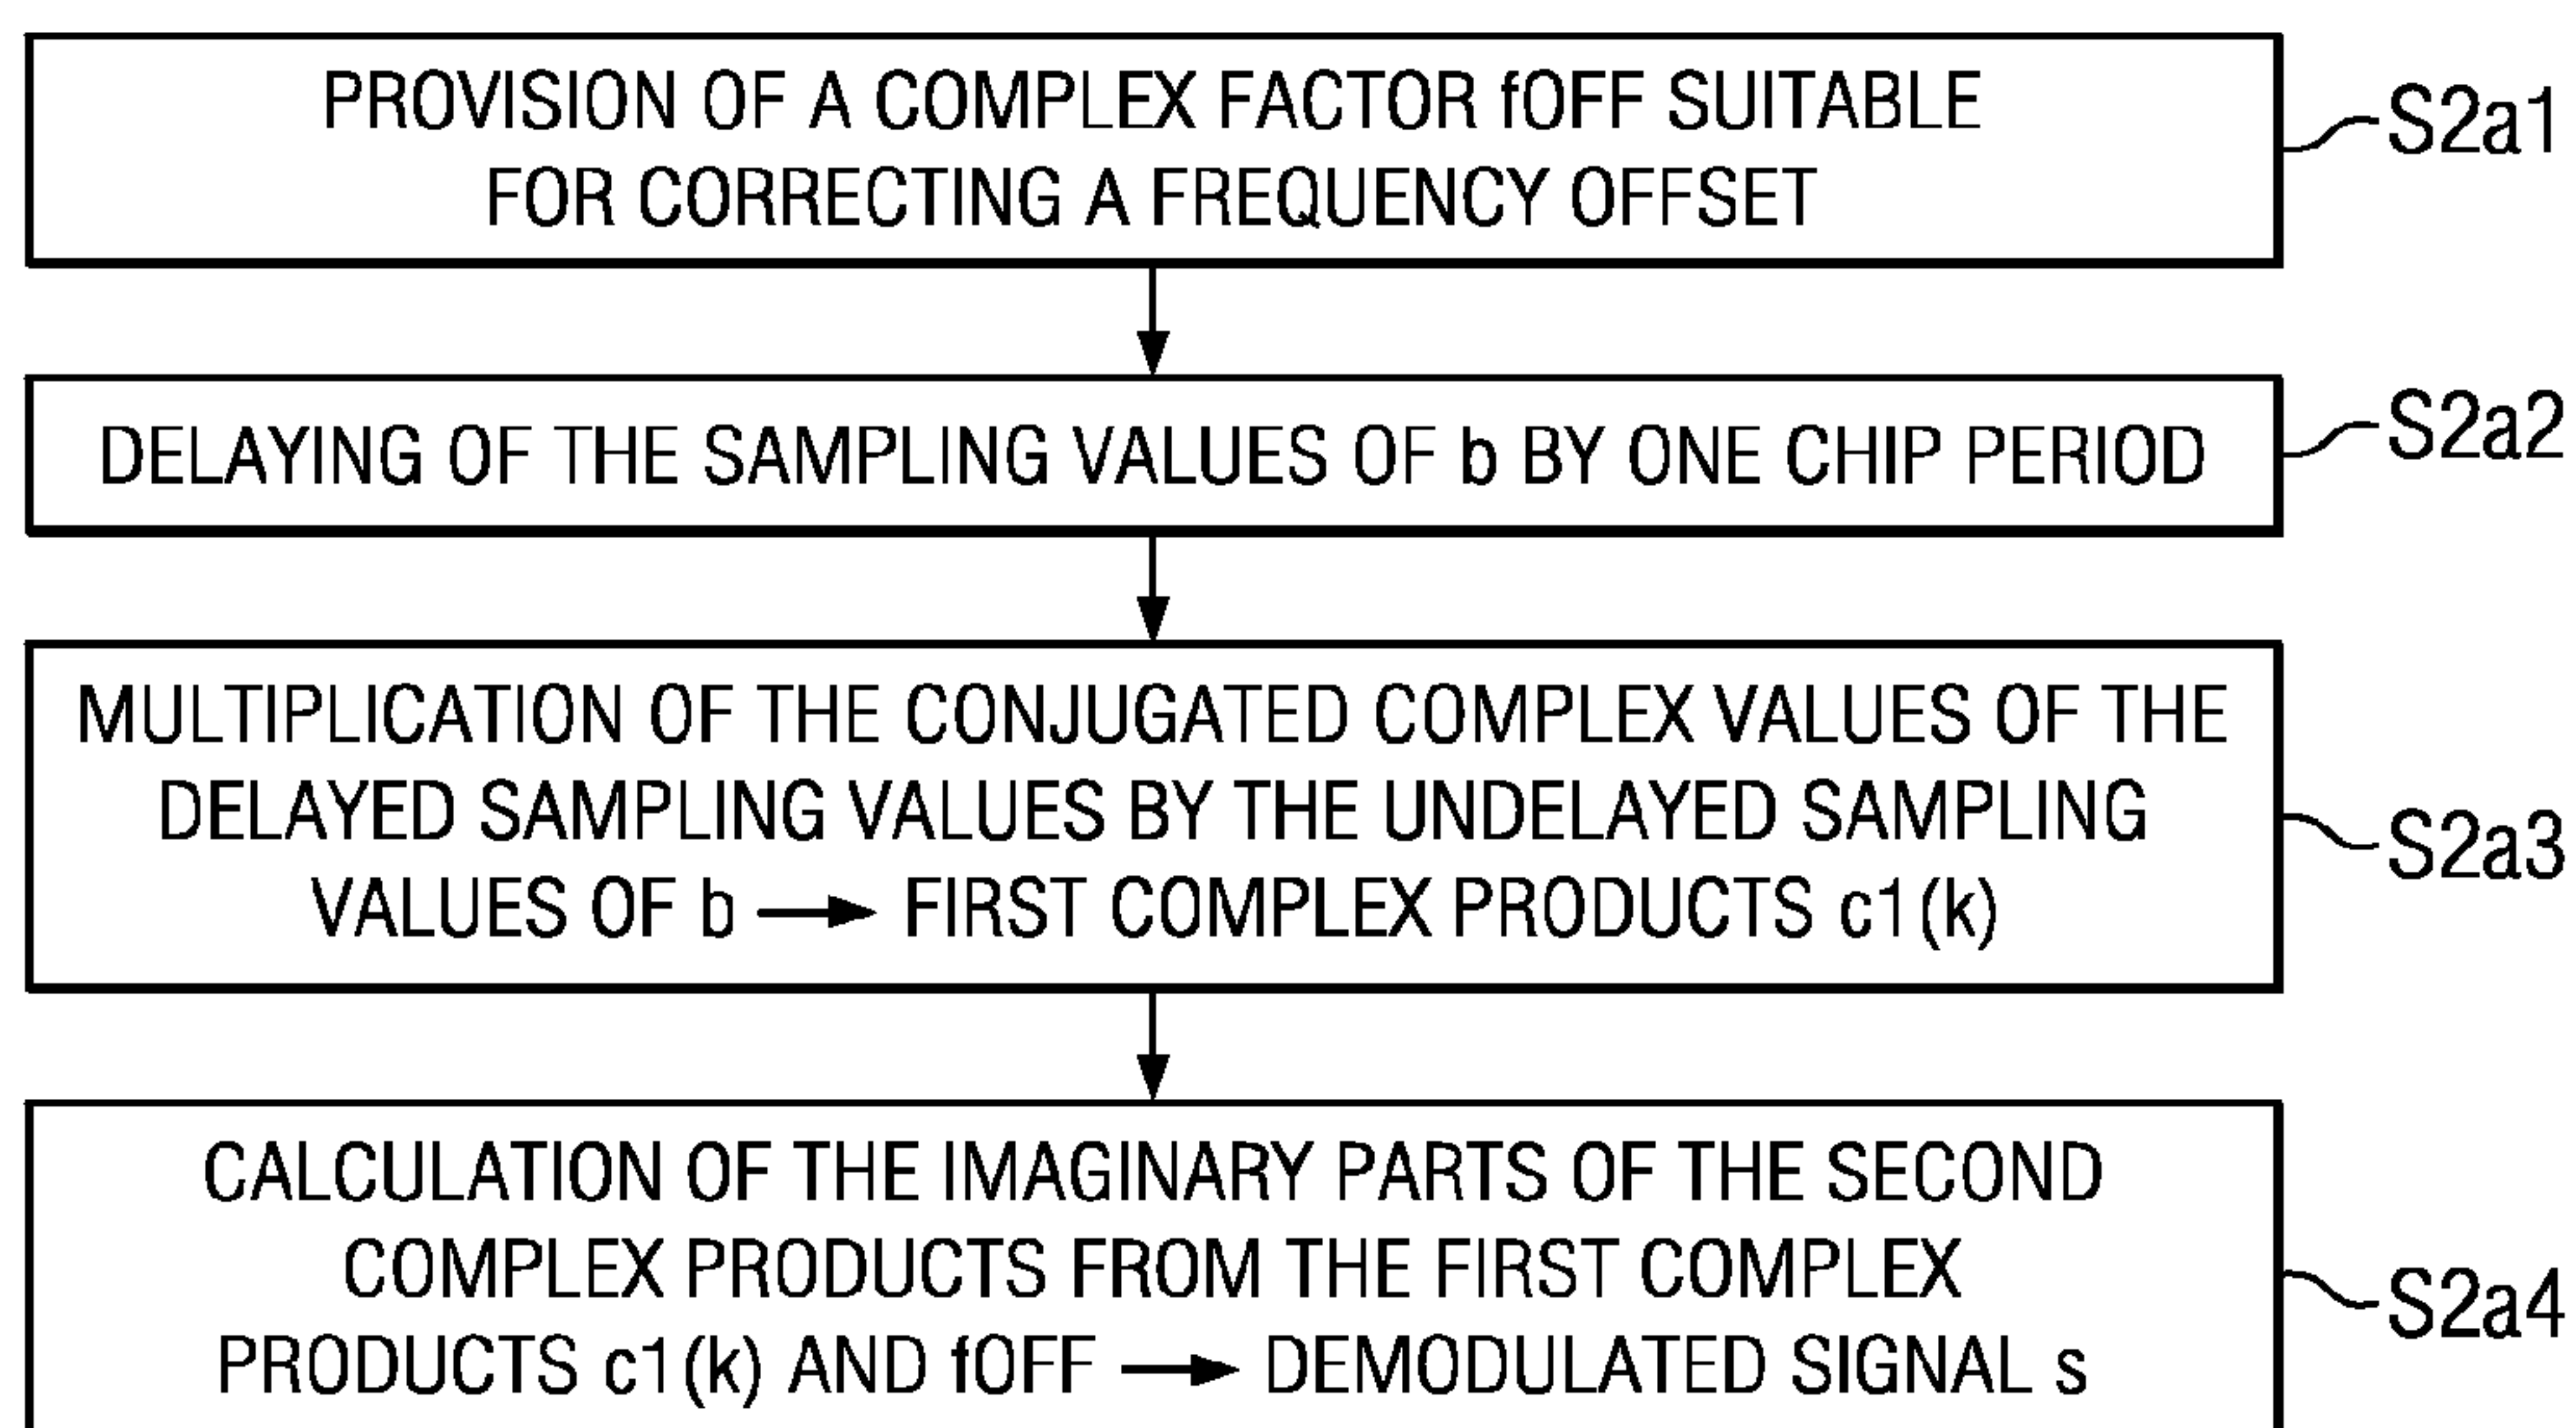 PROVISION OF A COMPLEX FACTOR fOFF SUITABLE
FOR CORRECTING A FREQUENCY OFFSET
S2a1
DELAYING OF THE SAMPLING VALUES OF b BY ONE CHIP PERIOD
S2a2
MULTIPLICATION OF THE CONJUGATED COMPLEX VALUES OF THE
DELAYED SAMPLING VALUES BY THE UNDELAYED SAMPLING
VALUES OF b → FIRST COMPLEX PRODUCTS c1(k)
S2a3
CALCULATION OF THE IMAGINARY PARTS OF THE SECOND
COMPLEX PRODUCTS FROM THE FIRST COMPLEX
PRODUCTS c1(k) AND fOFF → DEMODULATED SIGNAL s
S2a4